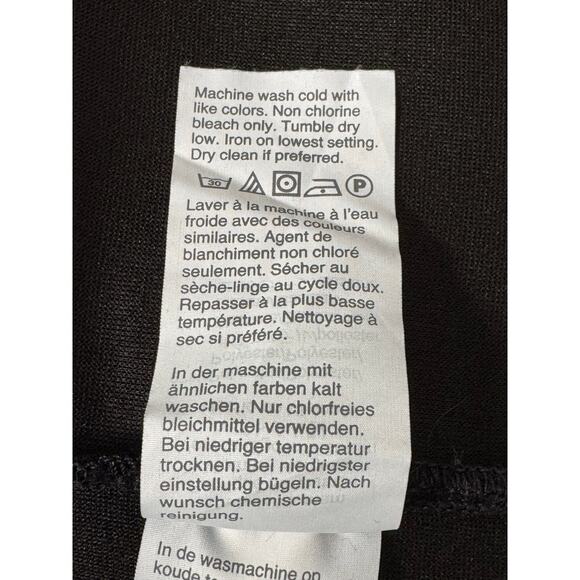 Machine wash cold with
like colors. Non chlorine
bleach only. Tumble dry
low. Iron on lowest setting.
Dry clean if preferred.
30 P
Laver à la machine à l'eau
froide avec des couleurs
similaires. Agent de
blanchiment non chloré
seulement. Sécher au
sèche-linge au cycle doux.
Repasser à la plus basse
température. Nettoyage à
sec si préféré.
In der maschine mit
ähnlichen farben kalt
waschen. Nur chlorfreies
bleichmittel verwenden.
Bei niedriger temperatur
trocknen. Bei niedrigster
einstellung bügeln. Nach
wunsch chemische
reinigung.
In de wasmachine on
koude